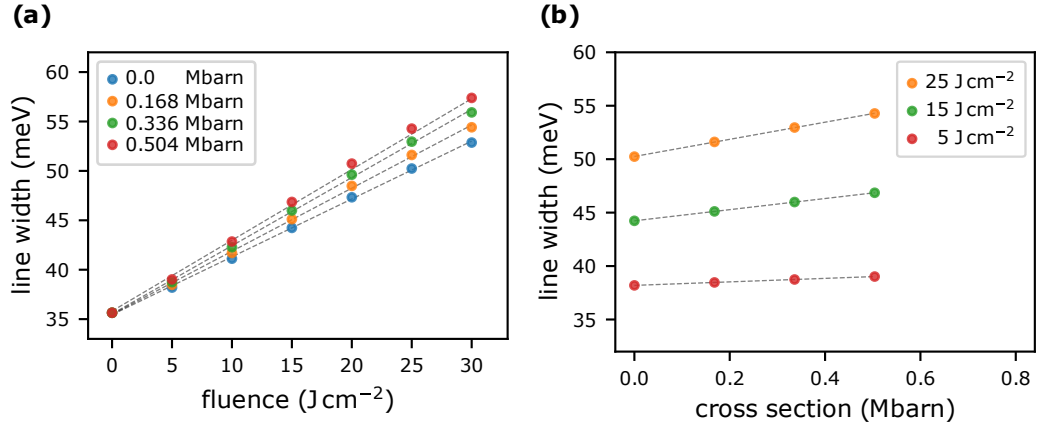 (a)
line width (meV)
60
55
50
45
40
35
0.0 Mbarn
0.168 Mbarn
0.336 Mbarn
0.504 Mbarn
0 5 10 15 20 25 30
fluence (J cm⁻²)
(b)
line width (meV)
60
55
50
45
40
35
25 J cm⁻²
15 J cm⁻²
5 J cm⁻²
0.0 0.2 0.4 0.6 0.8
cross section (Mbarn)